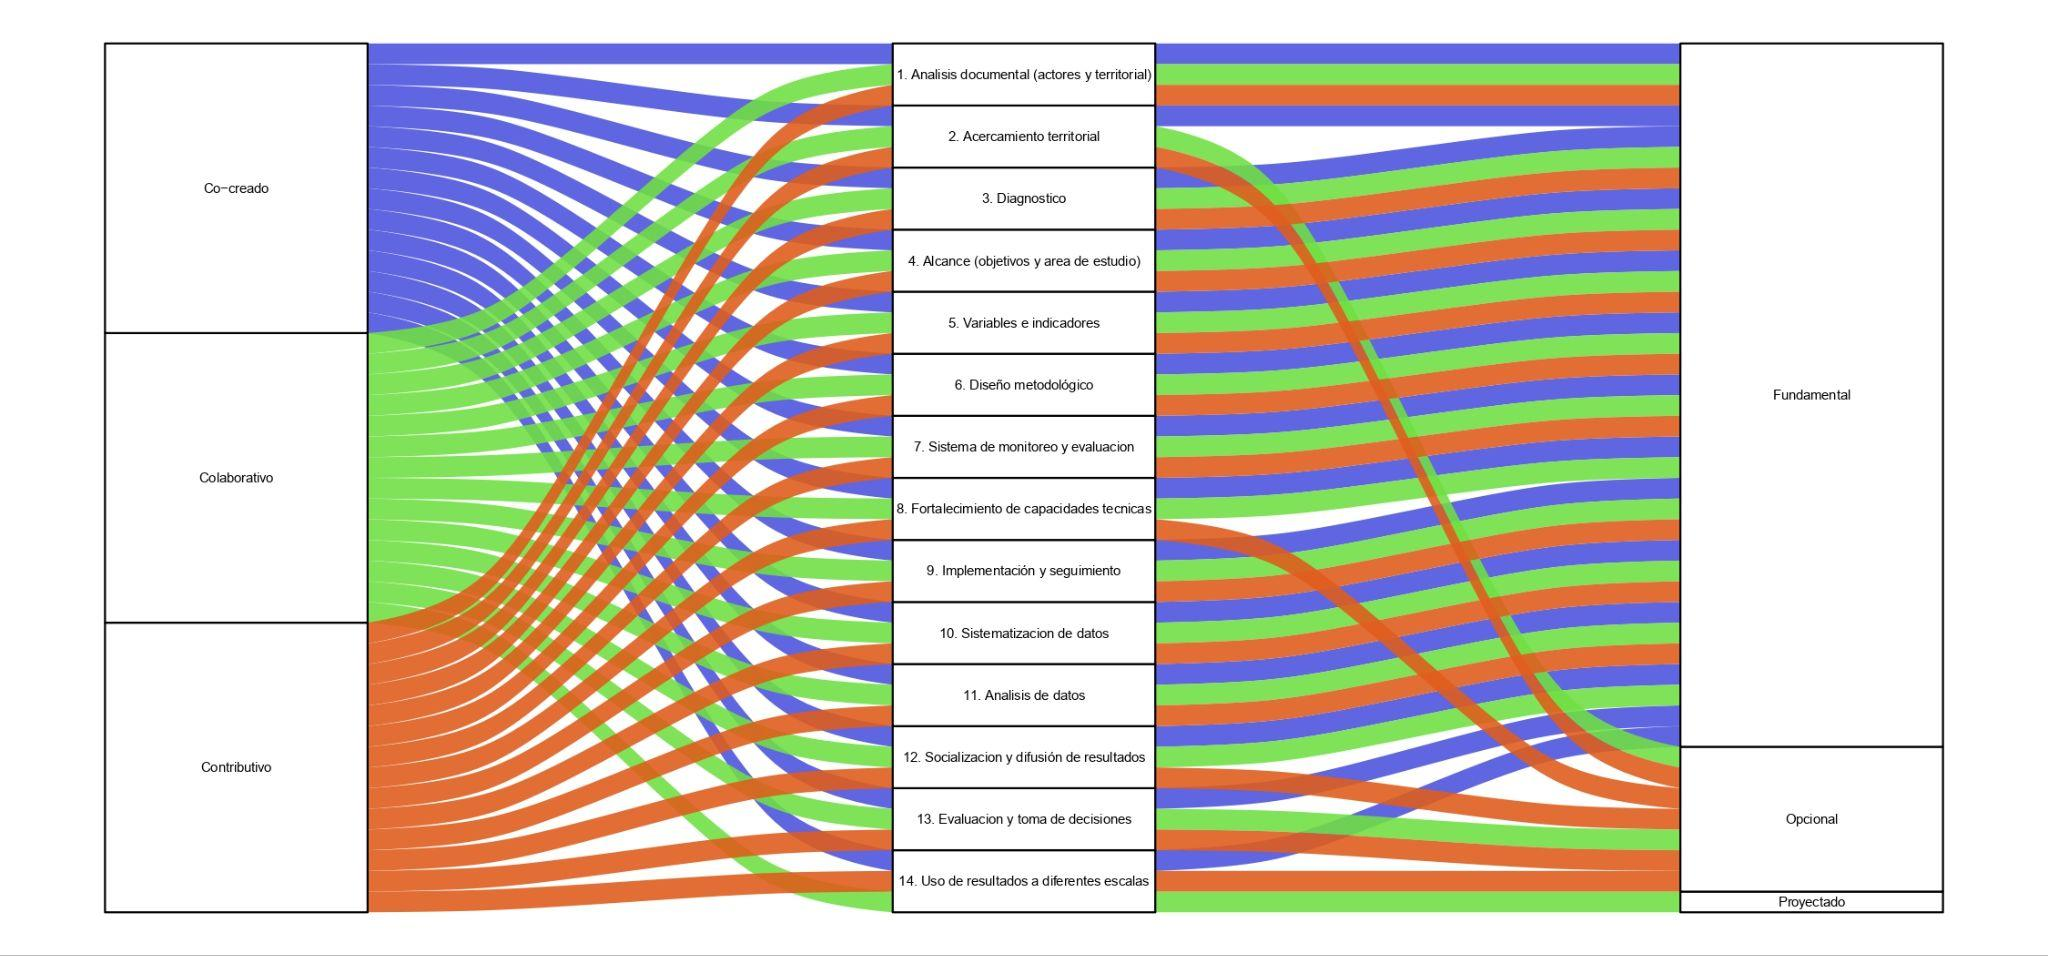 Co-creado
Colaborativo
Contributivo
1. Analisis documental (actores y territorial)
2. Acercamiento territorial
3. Diagnostico
4. Alcance (objetivos y area de estudio)
5. Variables e indicadores
6. Diseño metodológico
7. Sistema de monitoreo y evaluacion
8. Fortalecimiento de capacidades tecnicas
9. Implementación y seguimiento
10. Sistematizacion de datos
11. Analisis de datos
12. Socializacion y difusión de resultados
13. Evaluacion y toma de decisiones
14. Uso de resultados a diferentes escalas
Fundamental
Opcional
Proyectado